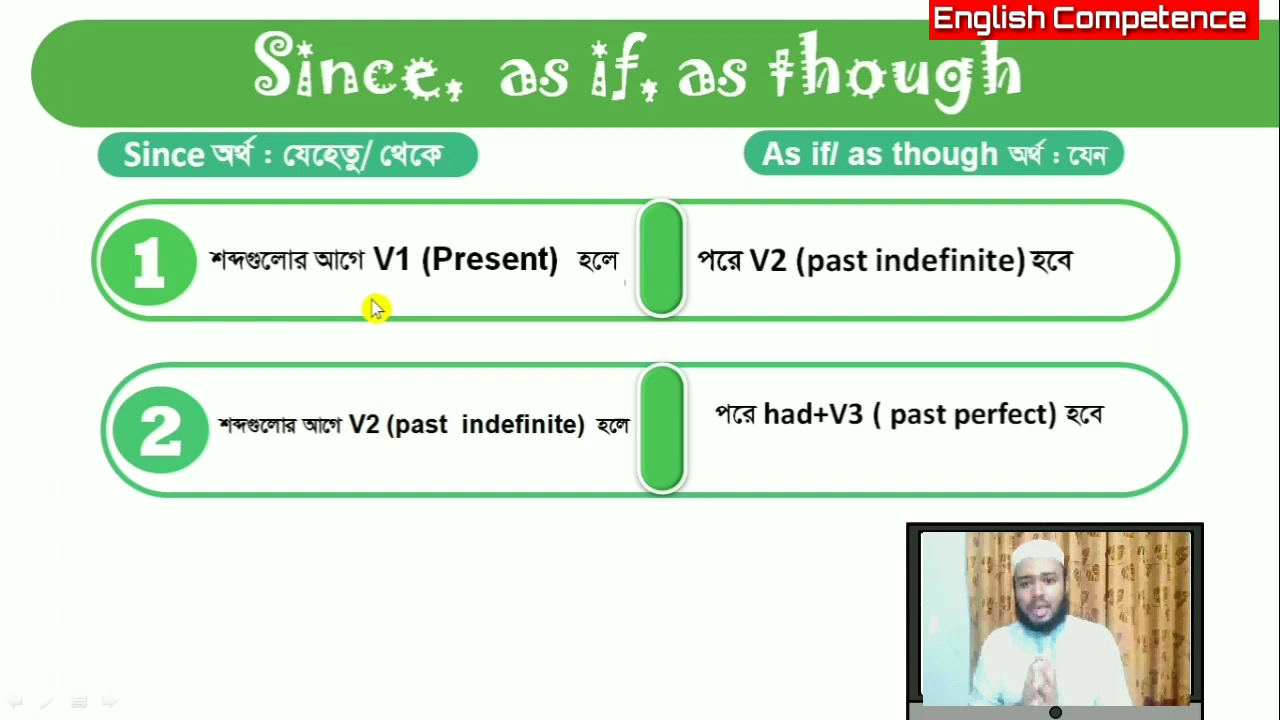 English Competence
Since, as if, as though
Since অর্থ : যেহেতু/ থেকে
As if/ as though অর্থ : যেন
1 শব্দগুলোর আগে V1 (Present) হলে পরে V2 (past indefinite) হবে
2 শব্দগুলোর আগে V2 (past indefinite) হলে পরে had+V3 ( past perfect) হবে